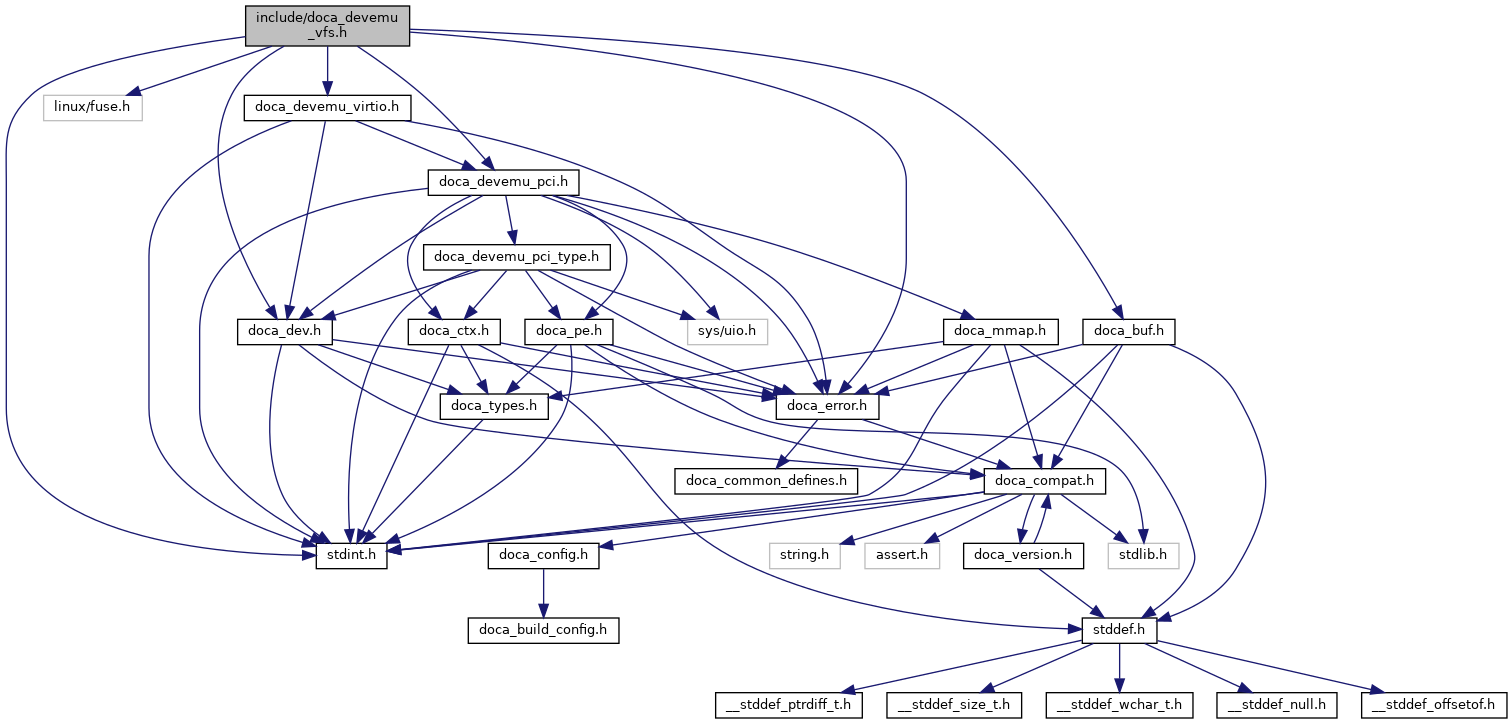 include/doca_devemu
_vfs.h
linux/fuse.h
doca_devemu_virtio.h
doca_devemu_pci.h
doca_devemu_pci_type.h
doca_dev.h
doca_ctx.h
doca_pe.h
sys/uio.h
doca_mmap.h
doca_buf.h
doca_types.h
doca_error.h
doca_common_defines.h
doca_compat.h
stdint.h
doca_config.h
string.h
assert.h
doca_version.h
stdlib.h
doca_build_config.h
stddef.h
__stddef_ptrdiff_t.h
__stddef_size_t.h
__stddef_wchar_t.h
__stddef_null.h
__stddef_offsetof.h